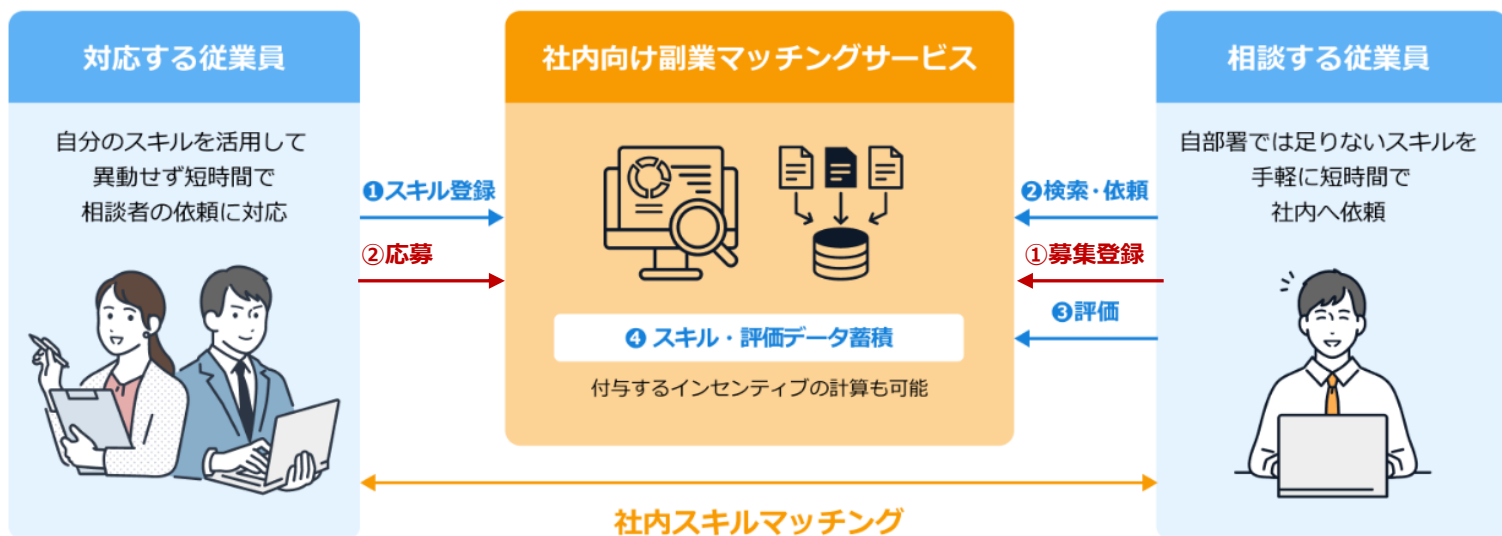 対応する従業員
自分のスキルを活用して
異動せず短時間で
相談者の依頼に対応
❶スキル登録
②応募
社内向け副業マッチングサービス
❹ スキル・評価データ蓄積
付与するインセンティブの計算も可能
❷検索・依頼
①募集登録
❸評価
相談する従業員
自部署では足りないスキルを
手軽に短時間で
社内へ依頼
社内スキルマッチング